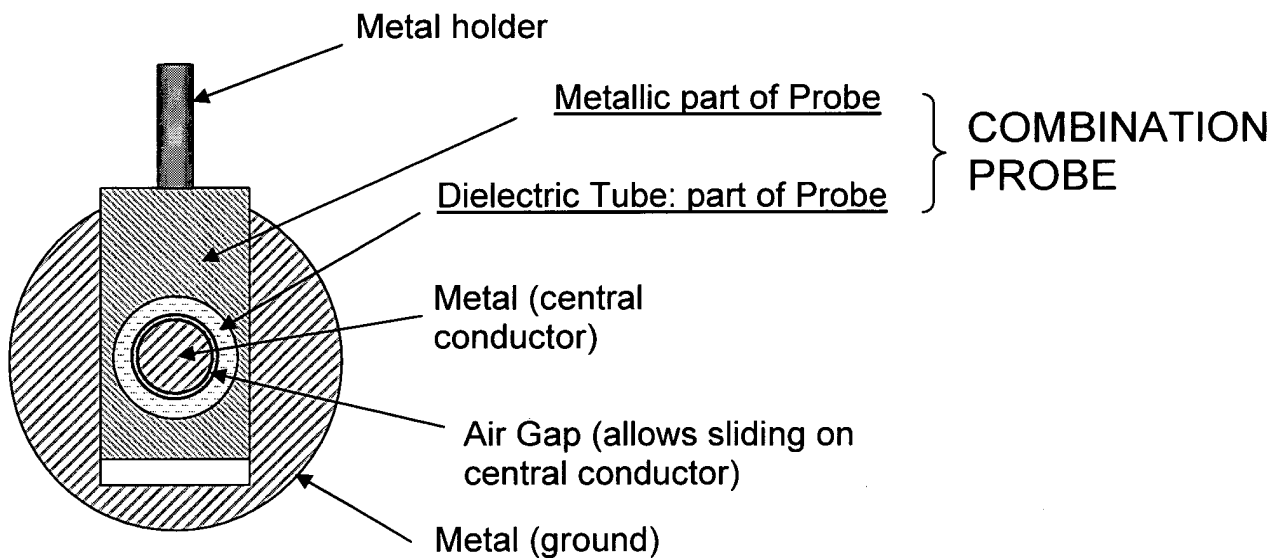 Metal holder
Metallic part of Probe
COMBINATION
PROBE
Dielectric Tube: part of Probe
Metal (central
conductor)
Air Gap (allows sliding on
central conductor)
Metal (ground)